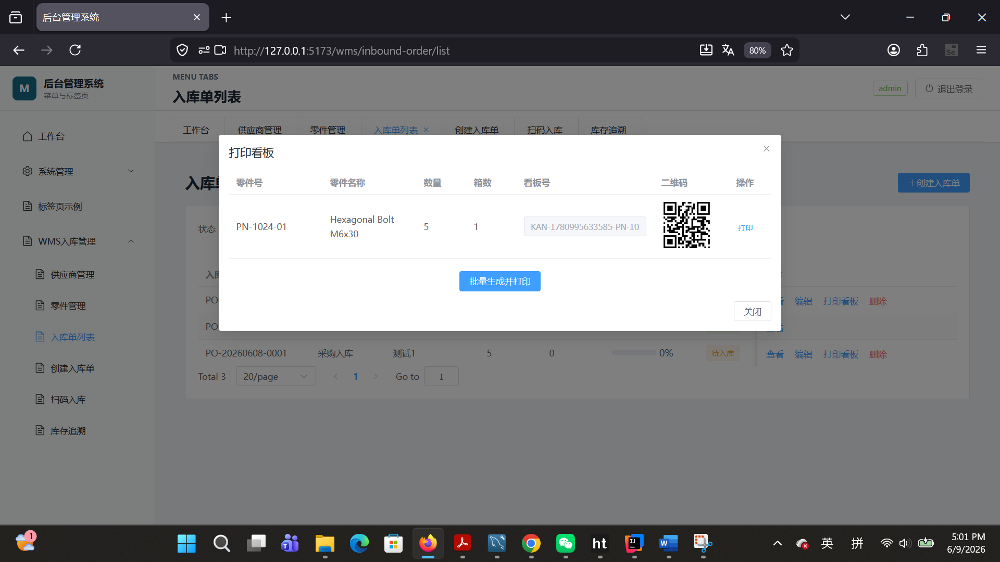 后台管理系统
http://127.0.0.1:5173/wms/inbound-order/list
80%
Se
M
后台管理系统
菜单与标签页
MENU TABS
入库单列表
admin
退出登录
工作台
供应商管理
零件管理
入库单列表
创建入库单
扫码入库
库存追溯
工作台
系统管理
标签页示例
WMS入库管理
供应商管理
零件管理
入库单列表
创建入库单
扫码入库
库存追溯
入库单
+创建入库单
状态
打印看板
零件号 零件名称 数量 箱数 看板号 二维码 操作
PN-1024-01 Hexagonal Bolt M6x30 5 1 KAN-1780995633585-PN-10 打印
批量生成并打印
关闭
入库
PO 看 编辑 打印看板 删除
PO 查看
PO-20260608-0001 采购入库 测试1 5 0 0% 待入库 查看 编辑 打印看板 删除
Total 3 20/page 1 Go to 1
1
T
ht
IJ
W
英
拼
5:01 PM
6/9/2026